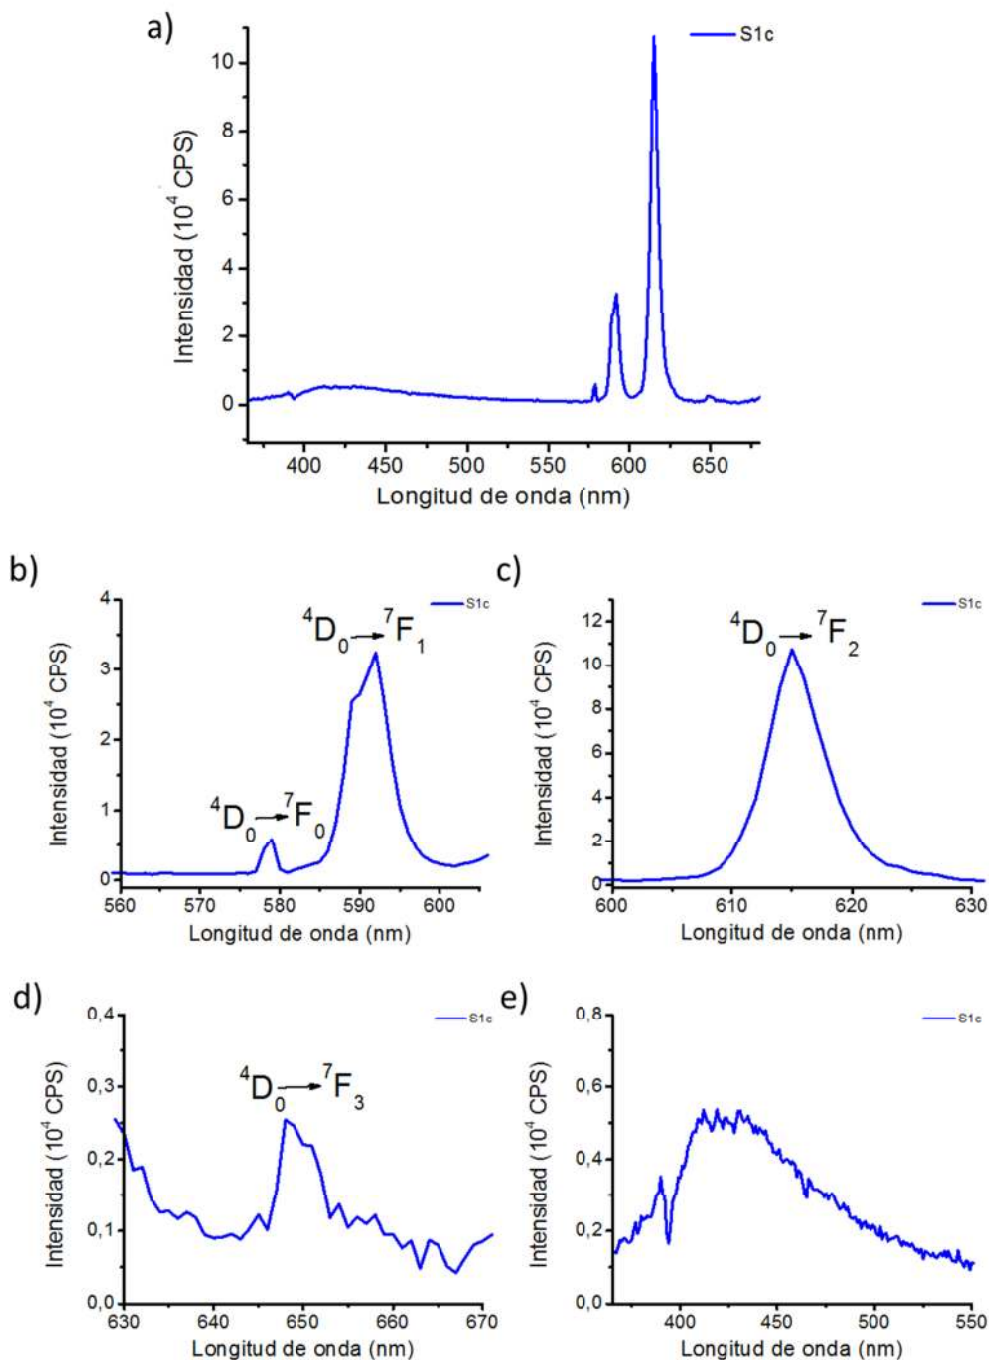 a)
S1c
Intensidad (10⁴ CPS)
10
8
6
4
2
0
400 450 500 550 600 650
Longitud de onda (nm)
b)
S1c
⁴D₀ → ⁷F₁
⁴D₀ → ⁷F₀
Intensidad (10⁴ CPS)
4
3
2
1
0
560 570 580 590 600
Longitud de onda (nm)
c)
S1c
⁴D₀ → ⁷F₂
Intensidad (10⁴ CPS)
12
10
8
6
4
2
0
600 610 620 630
Longitud de onda (nm)
d)
S1c
⁴D₀ → ⁷F₃
Intensidad (10⁴ CPS)
0,4
0,3
0,2
0,1
0,0
630 640 650 660 670
Longitud de onda (nm)
e)
S1c
Intensidad (10⁴ CPS)
0,8
0,6
0,4
0,2
0,0
400 450 500 550
Longitud de onda (nm)